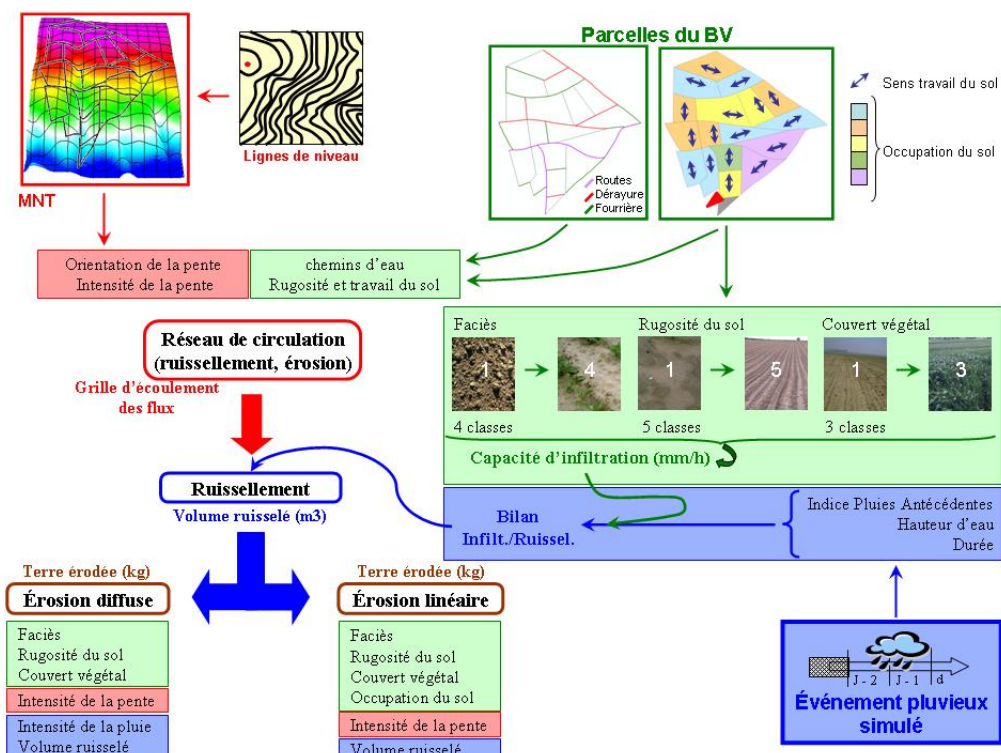 Parcelles du BV
Lignes de niveau
MNT
Routes
Dérayure
Fourrière
Sens travail du sol
Occupation du sol
Orientation de la pente
Intensité de la pente
chemins d'eau
Rugosité et travail du sol
Réseau de circulation
(ruissellement, érosion)
Grille d'écoulement
des flux
Faciès
Rugosité du sol
Couvert végétal
1
4
1
5
1
3
4 classes
5 classes
3 classes
Capacité d'infiltration (mm/h)
Ruissellement
Volume ruisselé (m3)
Bilan
Infilt./Ruissel.
Indice Pluies Antécédentes
Hauteur d'eau
Durée
Terre érodée (kg)
Érosion diffuse
Faciès
Rugosité du sol
Couvert végétal
Intensité de la pente
Intensité de la pluie
Volume ruisselé
Terre érodée (kg)
Érosion linéaire
Faciès
Rugosité du sol
Couvert végétal
Occupation du sol
Intensité de la pente
Volume ruisselé
J - 2
J - 1
d
Événement pluvieux
simulé